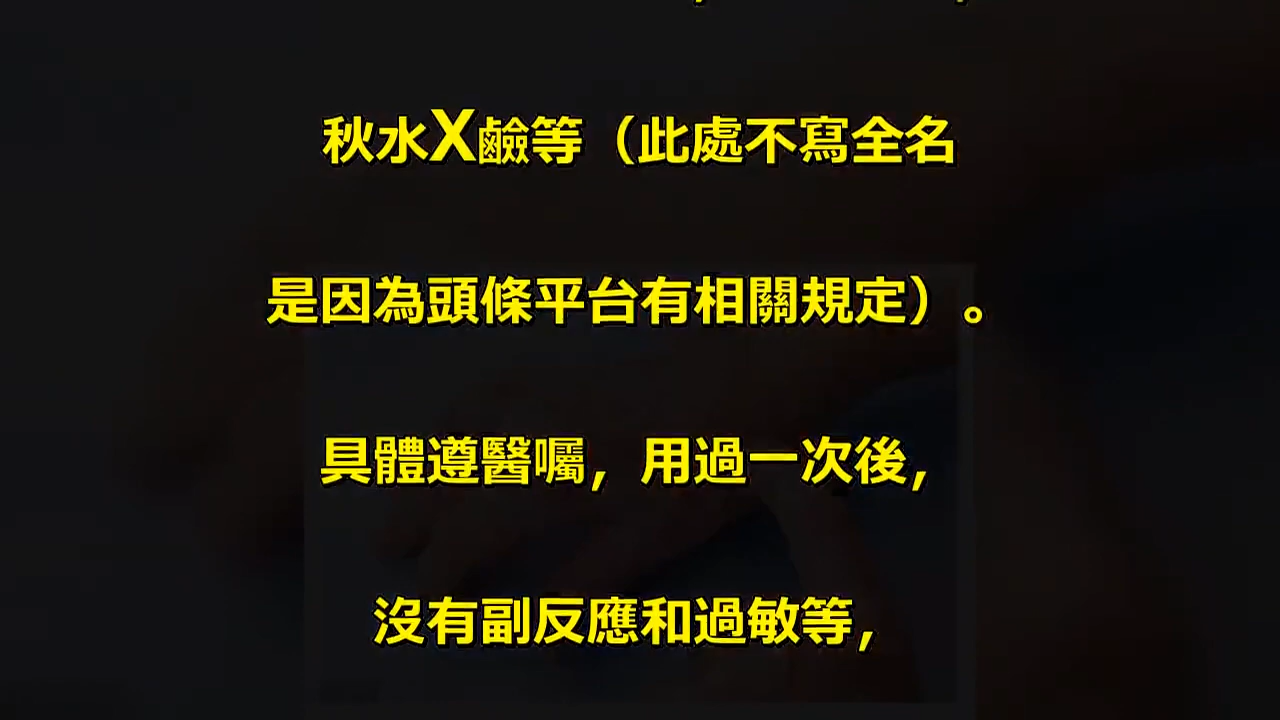 秋水X鹼等（此處不寫全名
是因為頭條平台有相關規定）。
具體遵醫囑，用過一次後，
沒有副反應和過敏等，